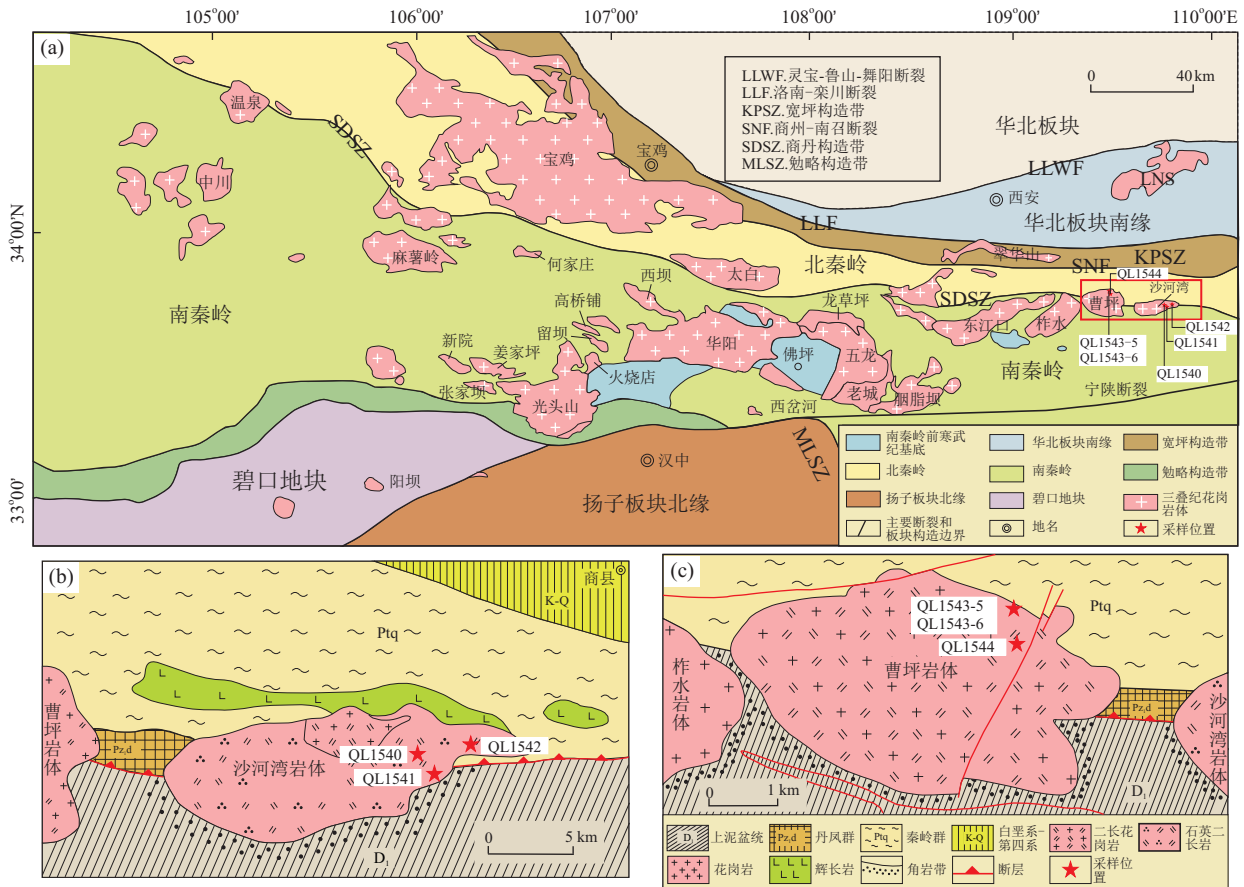 105°00′
106°00′
107°00′
108°00′
109°00′
110°00′E
(a)
34°00′N
33°00′
LLWF.灵宝-鲁山-舞阳断裂
LLF.洛南-栾川断裂
KPSZ.宽坪构造带
SNF.商州-南召断裂
SDSZ.商丹构造带
MLSZ.勉略构造带
0 40 km
华北板块
LLWF
LNS
西安
华北板块南缘
LLF
KPSZ
SNF
翠华山
温泉
SDSZ
宝鸡
宝鸡
中川
麻薯岭
何家庄
太白
北秦岭
SDSZ
QL1544
沙河湾
曹坪
QL1542
QL1541
QL1543-5
QL1543-6
QL1540
南秦岭
西坝
高桥铺
留坝
新院
姜家坪
张家坝
火烧店
光头山
华阳
龙草坪
佛坪
五龙
老城
东江口
柞水
胭脂坝
西岔河
南秦岭
宁陕断裂
MLSZ
碧口地块
阳坝
汉中
扬子板块北缘
南秦岭前寒武
纪基底
华北板块南缘
宽坪构造带
北秦岭
南秦岭
勉略构造带
扬子板块北缘
碧口地块
三叠纪花岗
岩体
主要断裂和
板块构造边界
地名
采样位置
(b)
商县
K-Q
Ptq
曹坪岩体
Pz₁d
沙河湾岩体
QL1540
QL1541
QL1542
D₁
0 5 km
(c)
QL1543-5
QL1543-6
QL1544
Ptq
曹坪岩体
柞水岩体
Pz₁d
沙河湾岩体
0 1 km
D₁
D₁
上泥盆统
Pz₁d
丹凤群
Ptq
秦岭群
K-Q
白垩系-
第四系
二长花
岗岩
石英二
长岩
花岗岩
辉长岩
角岩带
断层
采样位
置